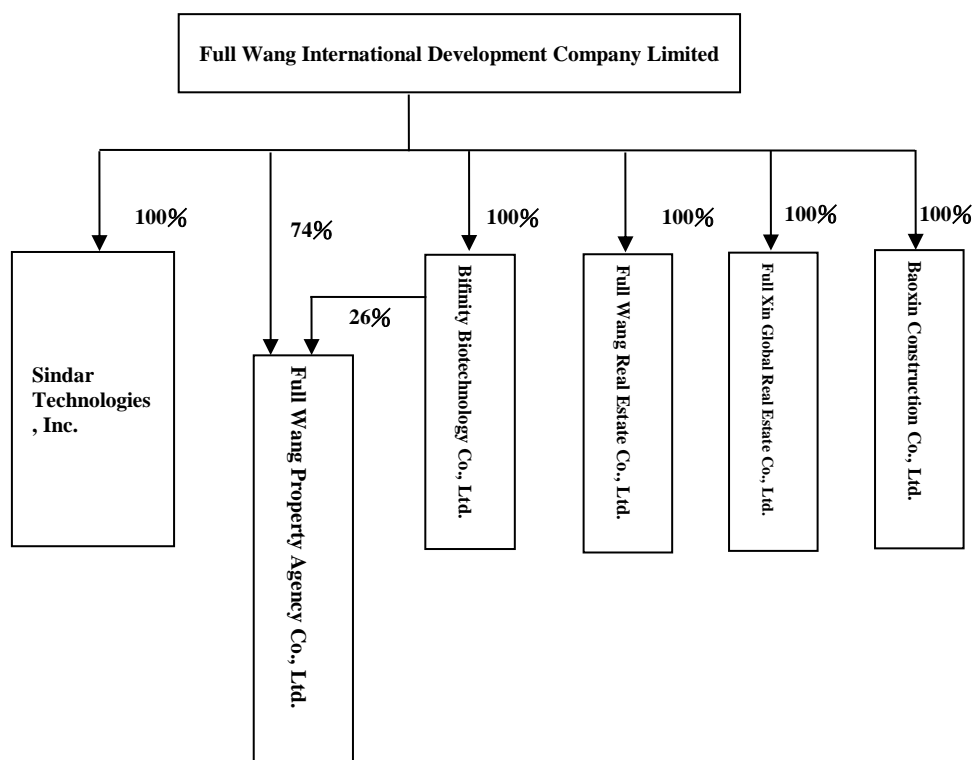 Full Wang International Development Company Limited
100%
74%
100%
100%
100%
100%
26%
Sindar
Technologies
, Inc.
Full Wang Property Agency Co., Ltd.
Bifinity Biotechnology Co., Ltd.
Full Wang Real Estate Co., Ltd.
Full Xin Global Real Estate Co., Ltd.
Baoxin Construction Co., Ltd.